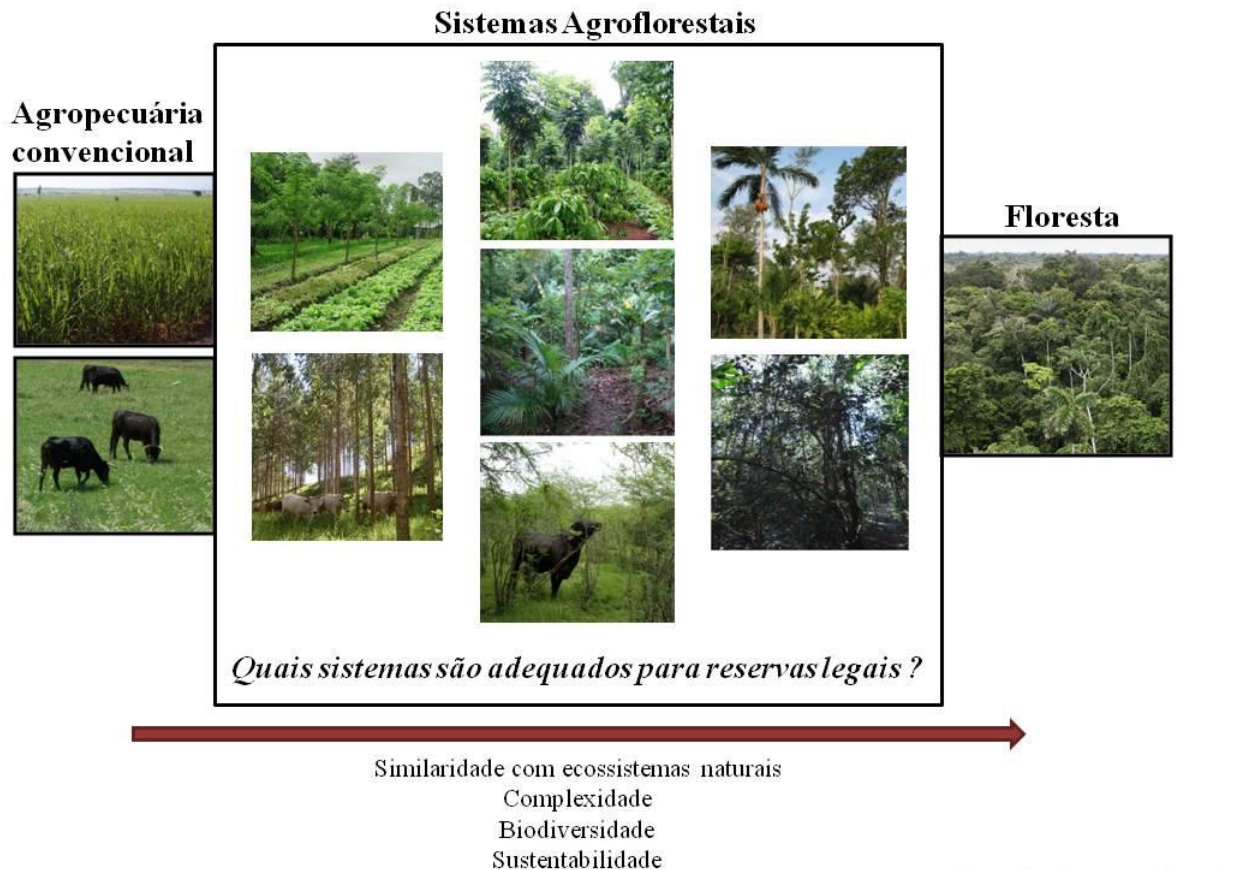 Sistemas Agroflorestais
Agropecuária
convencional
Floresta
Quais sistemas são adequados para reservas legais ?
Similaridade com ecossistemas naturais
Complexidade
Biodiversidade
Sustentabilidade